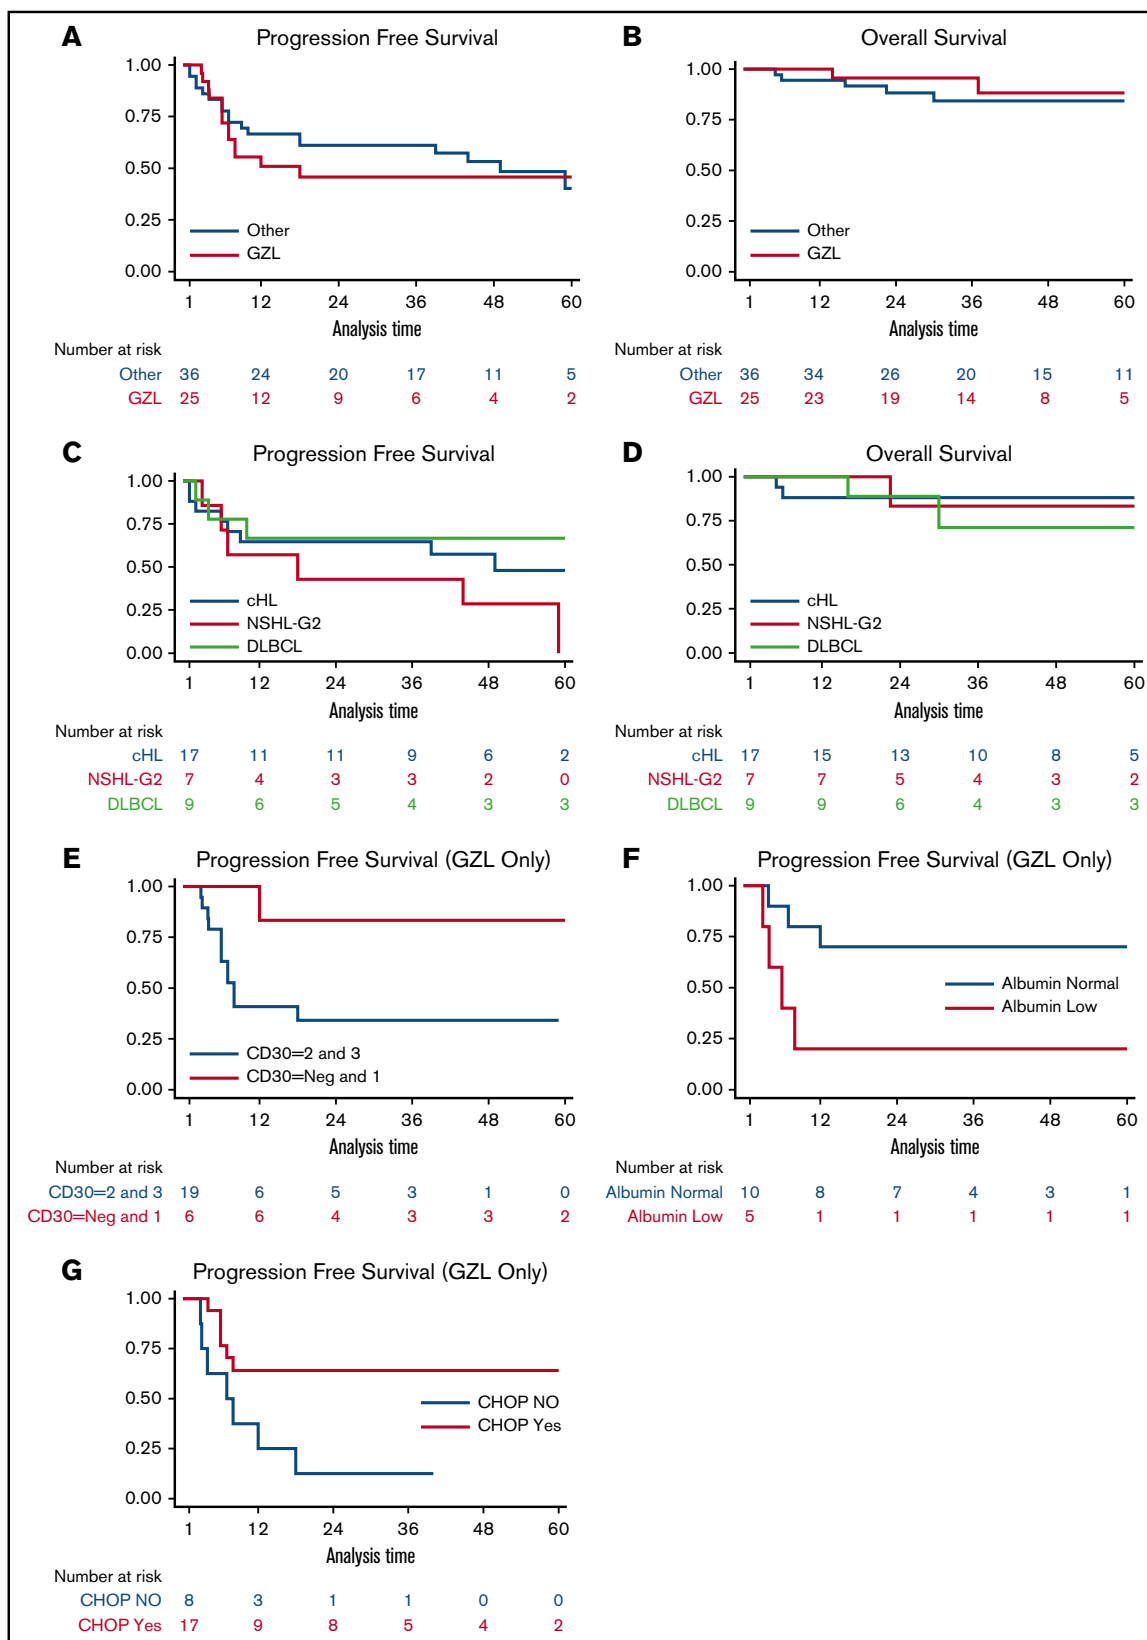 A Progression Free Survival
1.00
0.75
0.50
0.25
0.00
Other
GZL
1 12 24 36 48 60
Analysis time
Number at risk
Other 36 24 20 17 11 5
GZL 25 12 9 6 4 2
B Overall Survival
1.00
0.75
0.50
0.25
0.00
Other
GZL
1 12 24 36 48 60
Analysis time
Number at risk
Other 36 34 26 20 15 11
GZL 25 23 19 14 8 5
C Progression Free Survival
1.00
0.75
0.50
0.25
0.00
cHL
NSHL-G2
DLBCL
1 12 24 36 48 60
Analysis time
Number at risk
cHL 17 11 11 9 6 2
NSHL-G2 7 4 3 3 2 0
DLBCL 9 6 5 4 3 3
D Overall Survival
1.00
0.75
0.50
0.25
0.00
cHL
NSHL-G2
DLBCL
1 12 24 36 48 60
Analysis time
Number at risk
cHL 17 15 13 10 8 5
NSHL-G2 7 7 5 4 3 2
DLBCL 9 9 6 4 3 3
E Progression Free Survival (GZL Only)
1.00
0.75
0.50
0.25
0.00
CD30=2 and 3
CD30=Neg and 1
1 12 24 36 48 60
Analysis time
Number at risk
CD30=2 and 3 19 6 5 3 1 0
CD30=Neg and 1 6 6 4 3 3 2
F Progression Free Survival (GZL Only)
1.00
0.75
0.50
0.25
0.00
Albumin Normal
Albumin Low
1 12 24 36 48 60
Analysis time
Number at risk
Albumin Normal 10 8 7 4 3 1
Albumin Low 5 1 1 1 1 1
G Progression Free Survival (GZL Only)
1.00
0.75
0.50
0.25
0.00
CHOP NO
CHOP Yes
1 12 24 36 48 60
Analysis time
Number at risk
CHOP NO 8 3 1 1 0 0
CHOP Yes 17 9 8 5 4 2